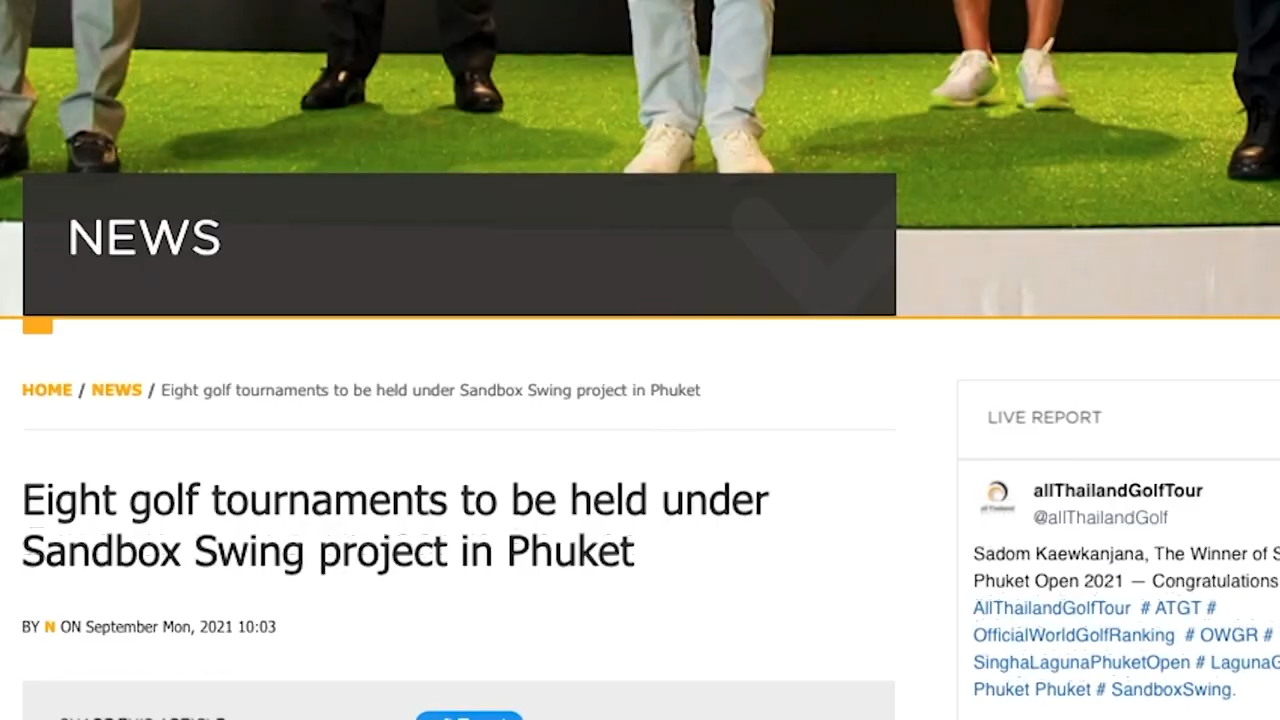 NEWS
HOME / NEWS / Eight golf tournaments to be held under Sandbox Swing project in Phuket
Eight golf tournaments to be held under
Sandbox Swing project in Phuket
BY N ON September Mon, 2021 10:03
LIVE REPORT
allThailandGolfTour
@allThailandGolf
Sadom Kaewkanjana, The Winner of S
Phuket Open 2021 — Congratulations
AllThailandGolfTour # ATGT #
OfficialWorldGolfRanking # OWGR #
SinghaLagunaPhuketOpen # LagunaG
Phuket Phuket # SandboxSwing.